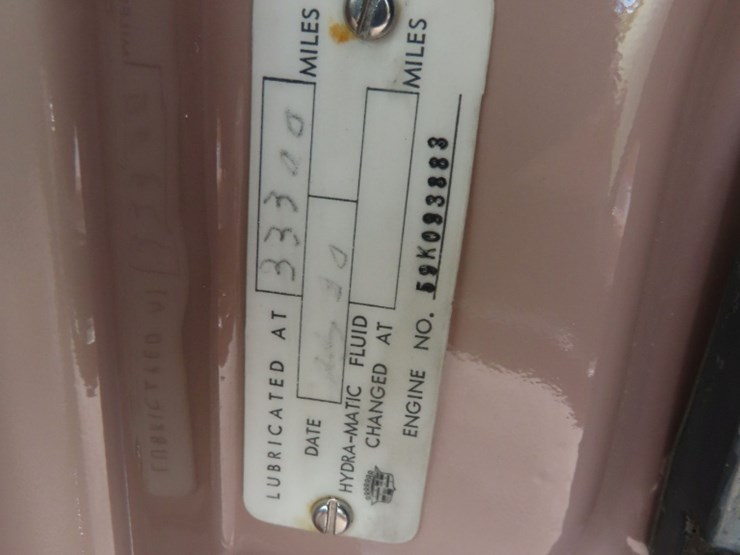 LUBRICATED AT 33300 MILES
DATE
HYDRA-MATIC FLUID
CHANGED AT MILES
ENGINE NO. 59K093883